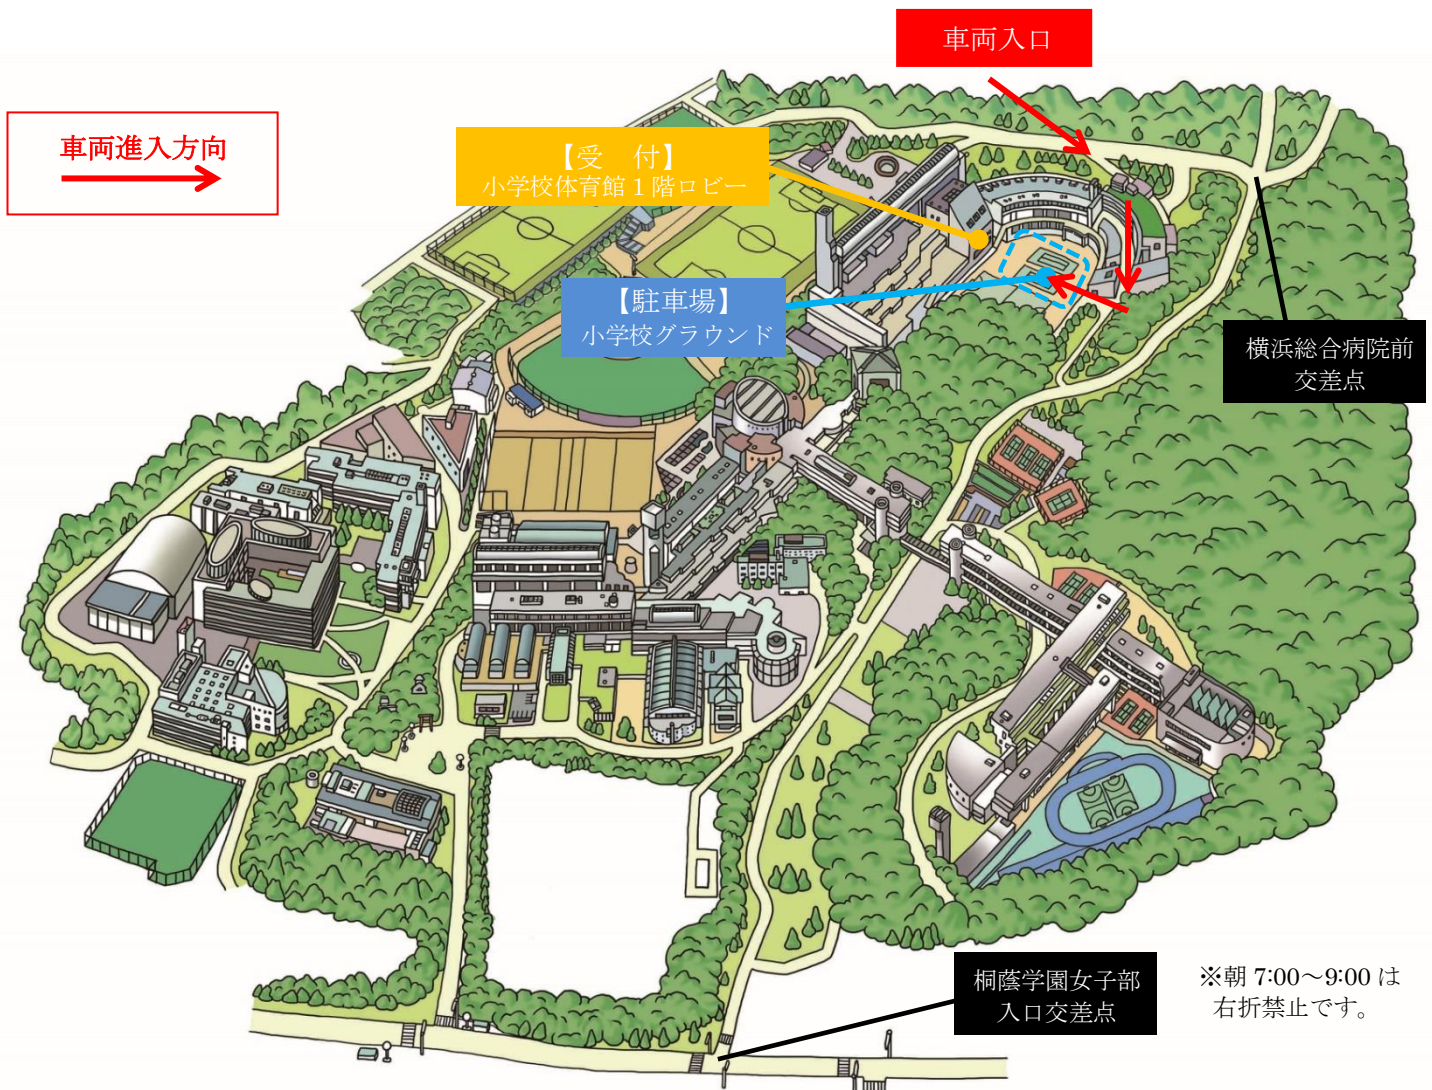 車両入口
車両進入方向
【受　付】
小学校体育館１階ロビー
【駐車場】
小学校グラウンド
横浜総合病院前
交差点
桐蔭学園女子部
入口交差点
※朝 7:00～9:00 は
右折禁止です。